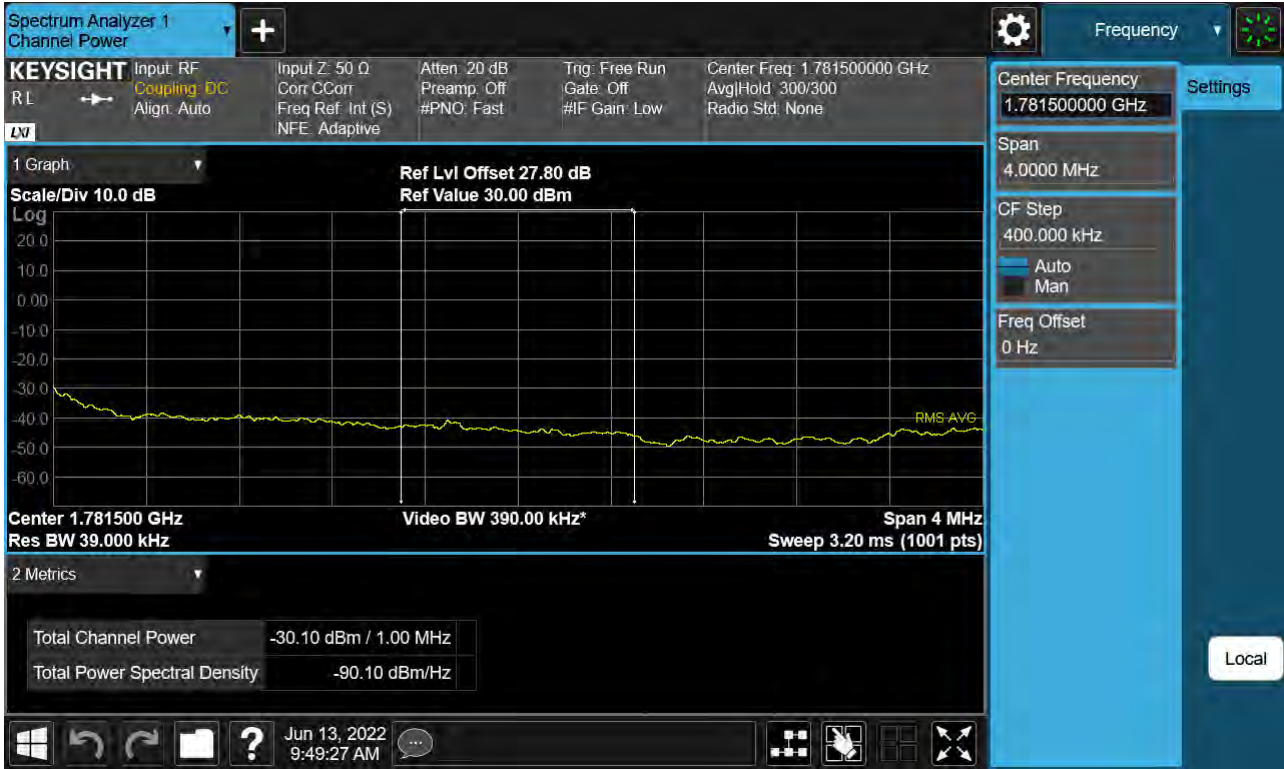 Spectrum Analyzer 1
Channel Power
+
Frequency
KEYSIGHT
R L
LXI
Input: RF
Coupling: DC
Align: Auto
Input Z: 50 Ω
Corr CCorr
Freq Ref: Int (S)
NFE: Adaptive
Atten: 20 dB
Preamp: Off
#PNO: Fast
Trig: Free Run
Gate: Off
#IF Gain: Low
Center Freq: 1.781500000 GHz
Avg|Hold: 300/300
Radio Std: None
Center Frequency
1.781500000 GHz
Settings
Span
4.0000 MHz
CF Step
400.000 kHz
Auto
Man
Freq Offset
0 Hz
1 Graph
Ref Lvl Offset 27.80 dB
Scale/Div 10.0 dB
Ref Value 30.00 dBm
Log
20.0
10.0
0.00
-10.0
-20.0
-30.0
-40.0
RMS AVG
-50.0
-60.0
Center 1.781500 GHz
Video BW 390.00 kHz*
Span 4 MHz
Res BW 39.000 kHz
Sweep 3.20 ms (1001 pts)
2 Metrics
Total Channel Power -30.10 dBm / 1.00 MHz
Total Power Spectral Density -90.10 dBm/Hz
Local
?
Jun 13, 2022
9:49:27 AM